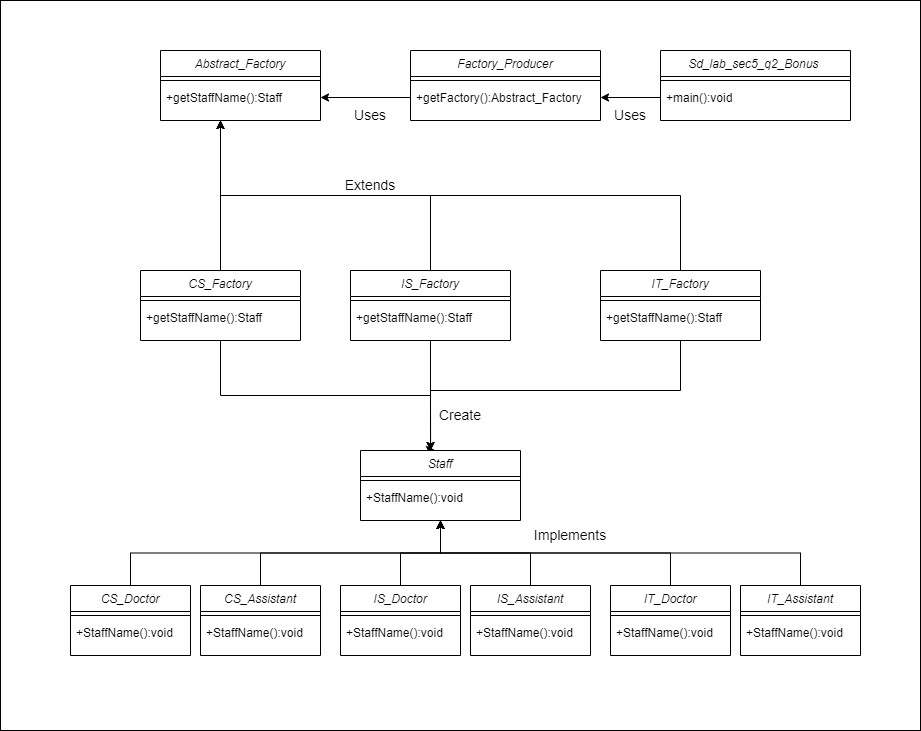 Abstract_Factory
+getStaffName():Staff
Uses
Factory_Producer
+getFactory():Abstract_Factory
Uses
Sd_lab_sec5_q2_Bonus
+main():void
Extends
CS_Factory
+getStaffName():Staff
IS_Factory
+getStaffName():Staff
IT_Factory
+getStaffName():Staff
Create
Staff
+StaffName():void
Implements
CS_Doctor
+StaffName():void
CS_Assistant
+StaffName():void
IS_Doctor
+StaffName():void
IS_Assistant
+StaffName():void
IT_Doctor
+StaffName():void
IT_Assistant
+StaffName():void